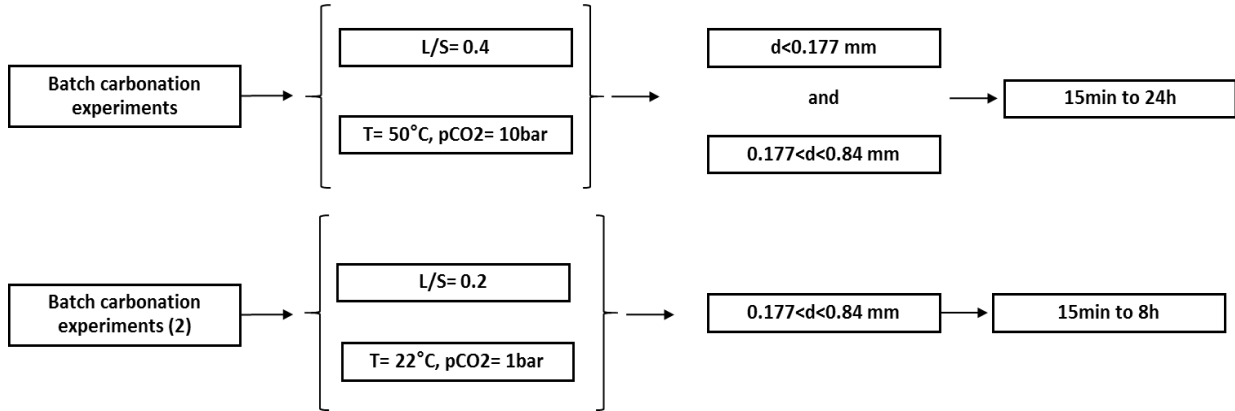 Batch carbonation
experiments
L/S= 0.4
T= 50°C, pCO2= 10bar
d<0.177 mm
and
0.177<d<0.84 mm
15min to 24h
Batch carbonation
experiments (2)
L/S= 0.2
T= 22°C, pCO2= 1bar
0.177<d<0.84 mm
15min to 8h